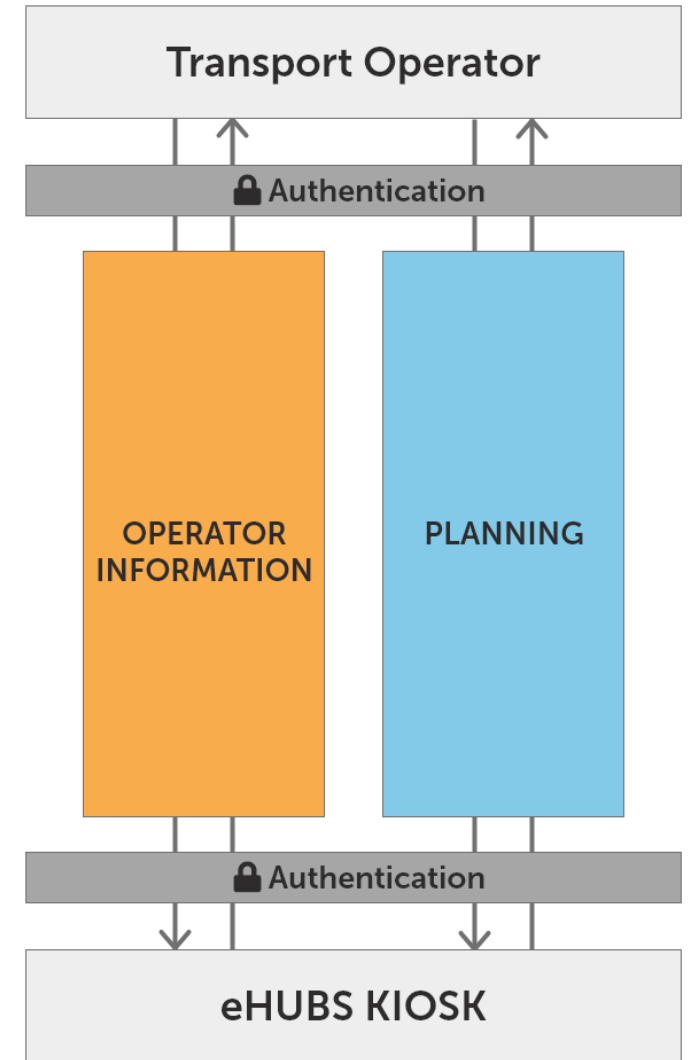 Transport Operator
Authentication
OPERATOR
INFORMATION
PLANNING
Authentication
eHUBS KIOSK